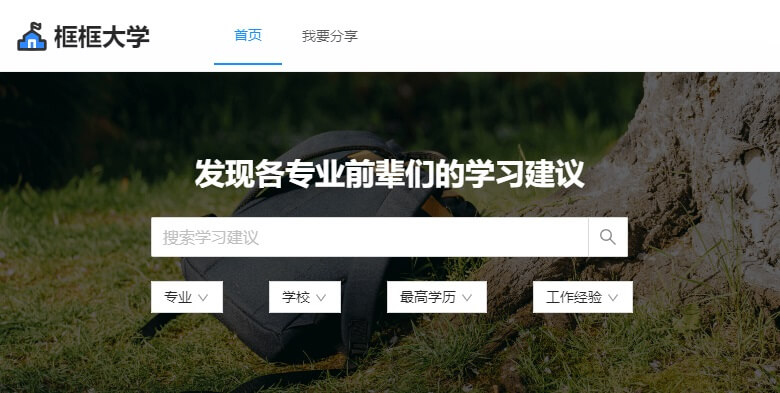 框框大学
首页
我要分享
发现各专业前辈们的学习建议
搜索学习建议
专业
学校
最高学历
工作经验